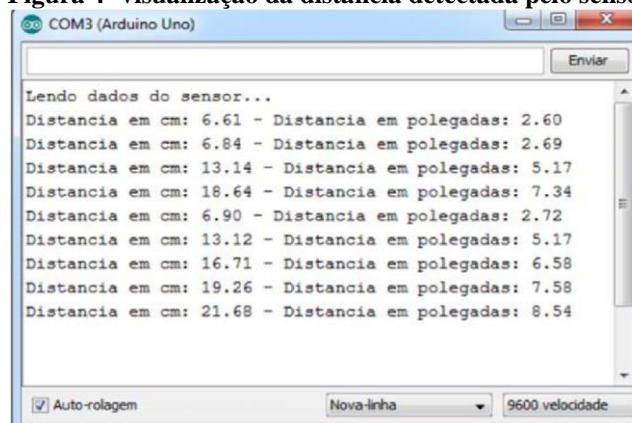 Figura 4- Visualização da distância detectada pelo
COM3 (Arduino Uno)
Enviar
Lendo dados do sensor...
Distancia em cm: 6.61 - Distancia em polegadas: 2.60
Distancia em cm: 6.84 - Distancia em polegadas: 2.69
Distancia em cm: 13.14 - Distancia em polegadas: 5.17
Distancia em cm: 18.64 - Distancia em polegadas: 7.34
Distancia em cm: 6.90 - Distancia em polegadas: 2.72
Distancia em cm: 13.12 - Distancia em polegadas: 5.17
Distancia em cm: 16.71 - Distancia em polegadas: 6.58
Distancia em cm: 19.26 - Distancia em polegadas: 7.58
Distancia em cm: 21.68 - Distancia em polegadas: 8.54
Auto-rolagem
Nova-linha
9600 velocidade